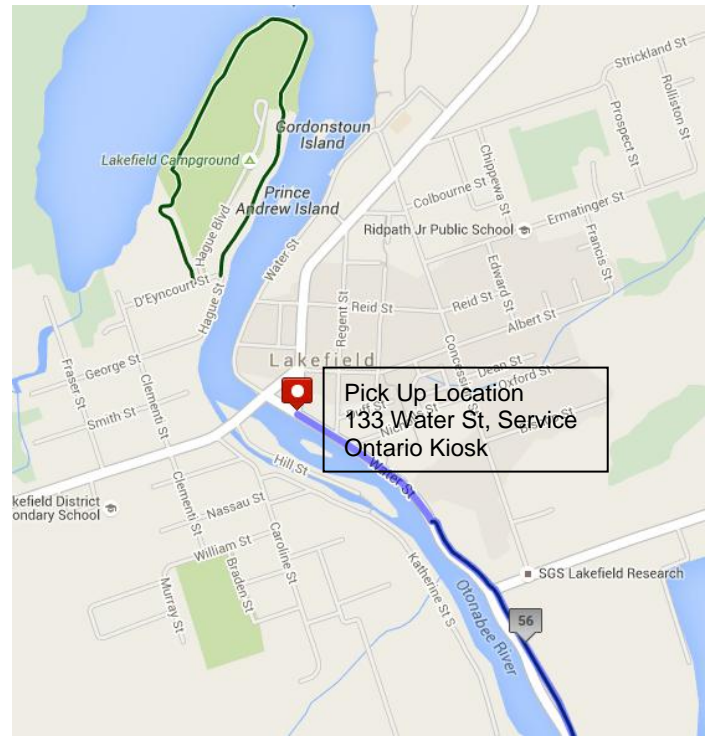 Strickland St
Rolliston St
Prospect St
Gordonstoun
Island
Lakefield Campground
Chippewa St
Colbourne St
Prince
Andrew Island
Hague Blvd
Ermatinger St
Ridpath Jr Public School
Francis St
Water St
Edward St
D'Eyncourt St
Hague St
Regent St
Reid St
Reid St
Albert St
George St
Fraser St
Clementi St
Lakefield
Concession St
Dean St
Oxford St
Pick Up Location
133 Water St, Service
Ontario Kiosk
Smith St
Water St
Hill St
kefield District
ondary School
Clementi St
Nassau St
William St
Caroline St
Braden St
Murray St
Katherine St S
Otonabee River
SGS Lakefield Research
56